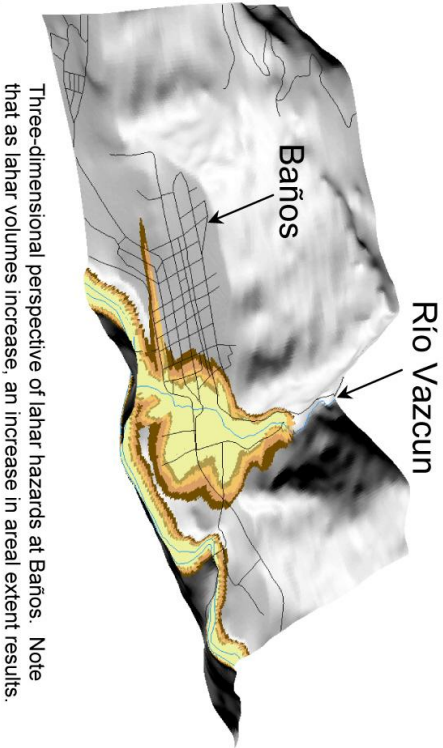 Río Vazcun
Baños
Three-dimensional perspective of lahar hazards at Baños. Note
that as lahar volumes increase, an increase in areal extent results.